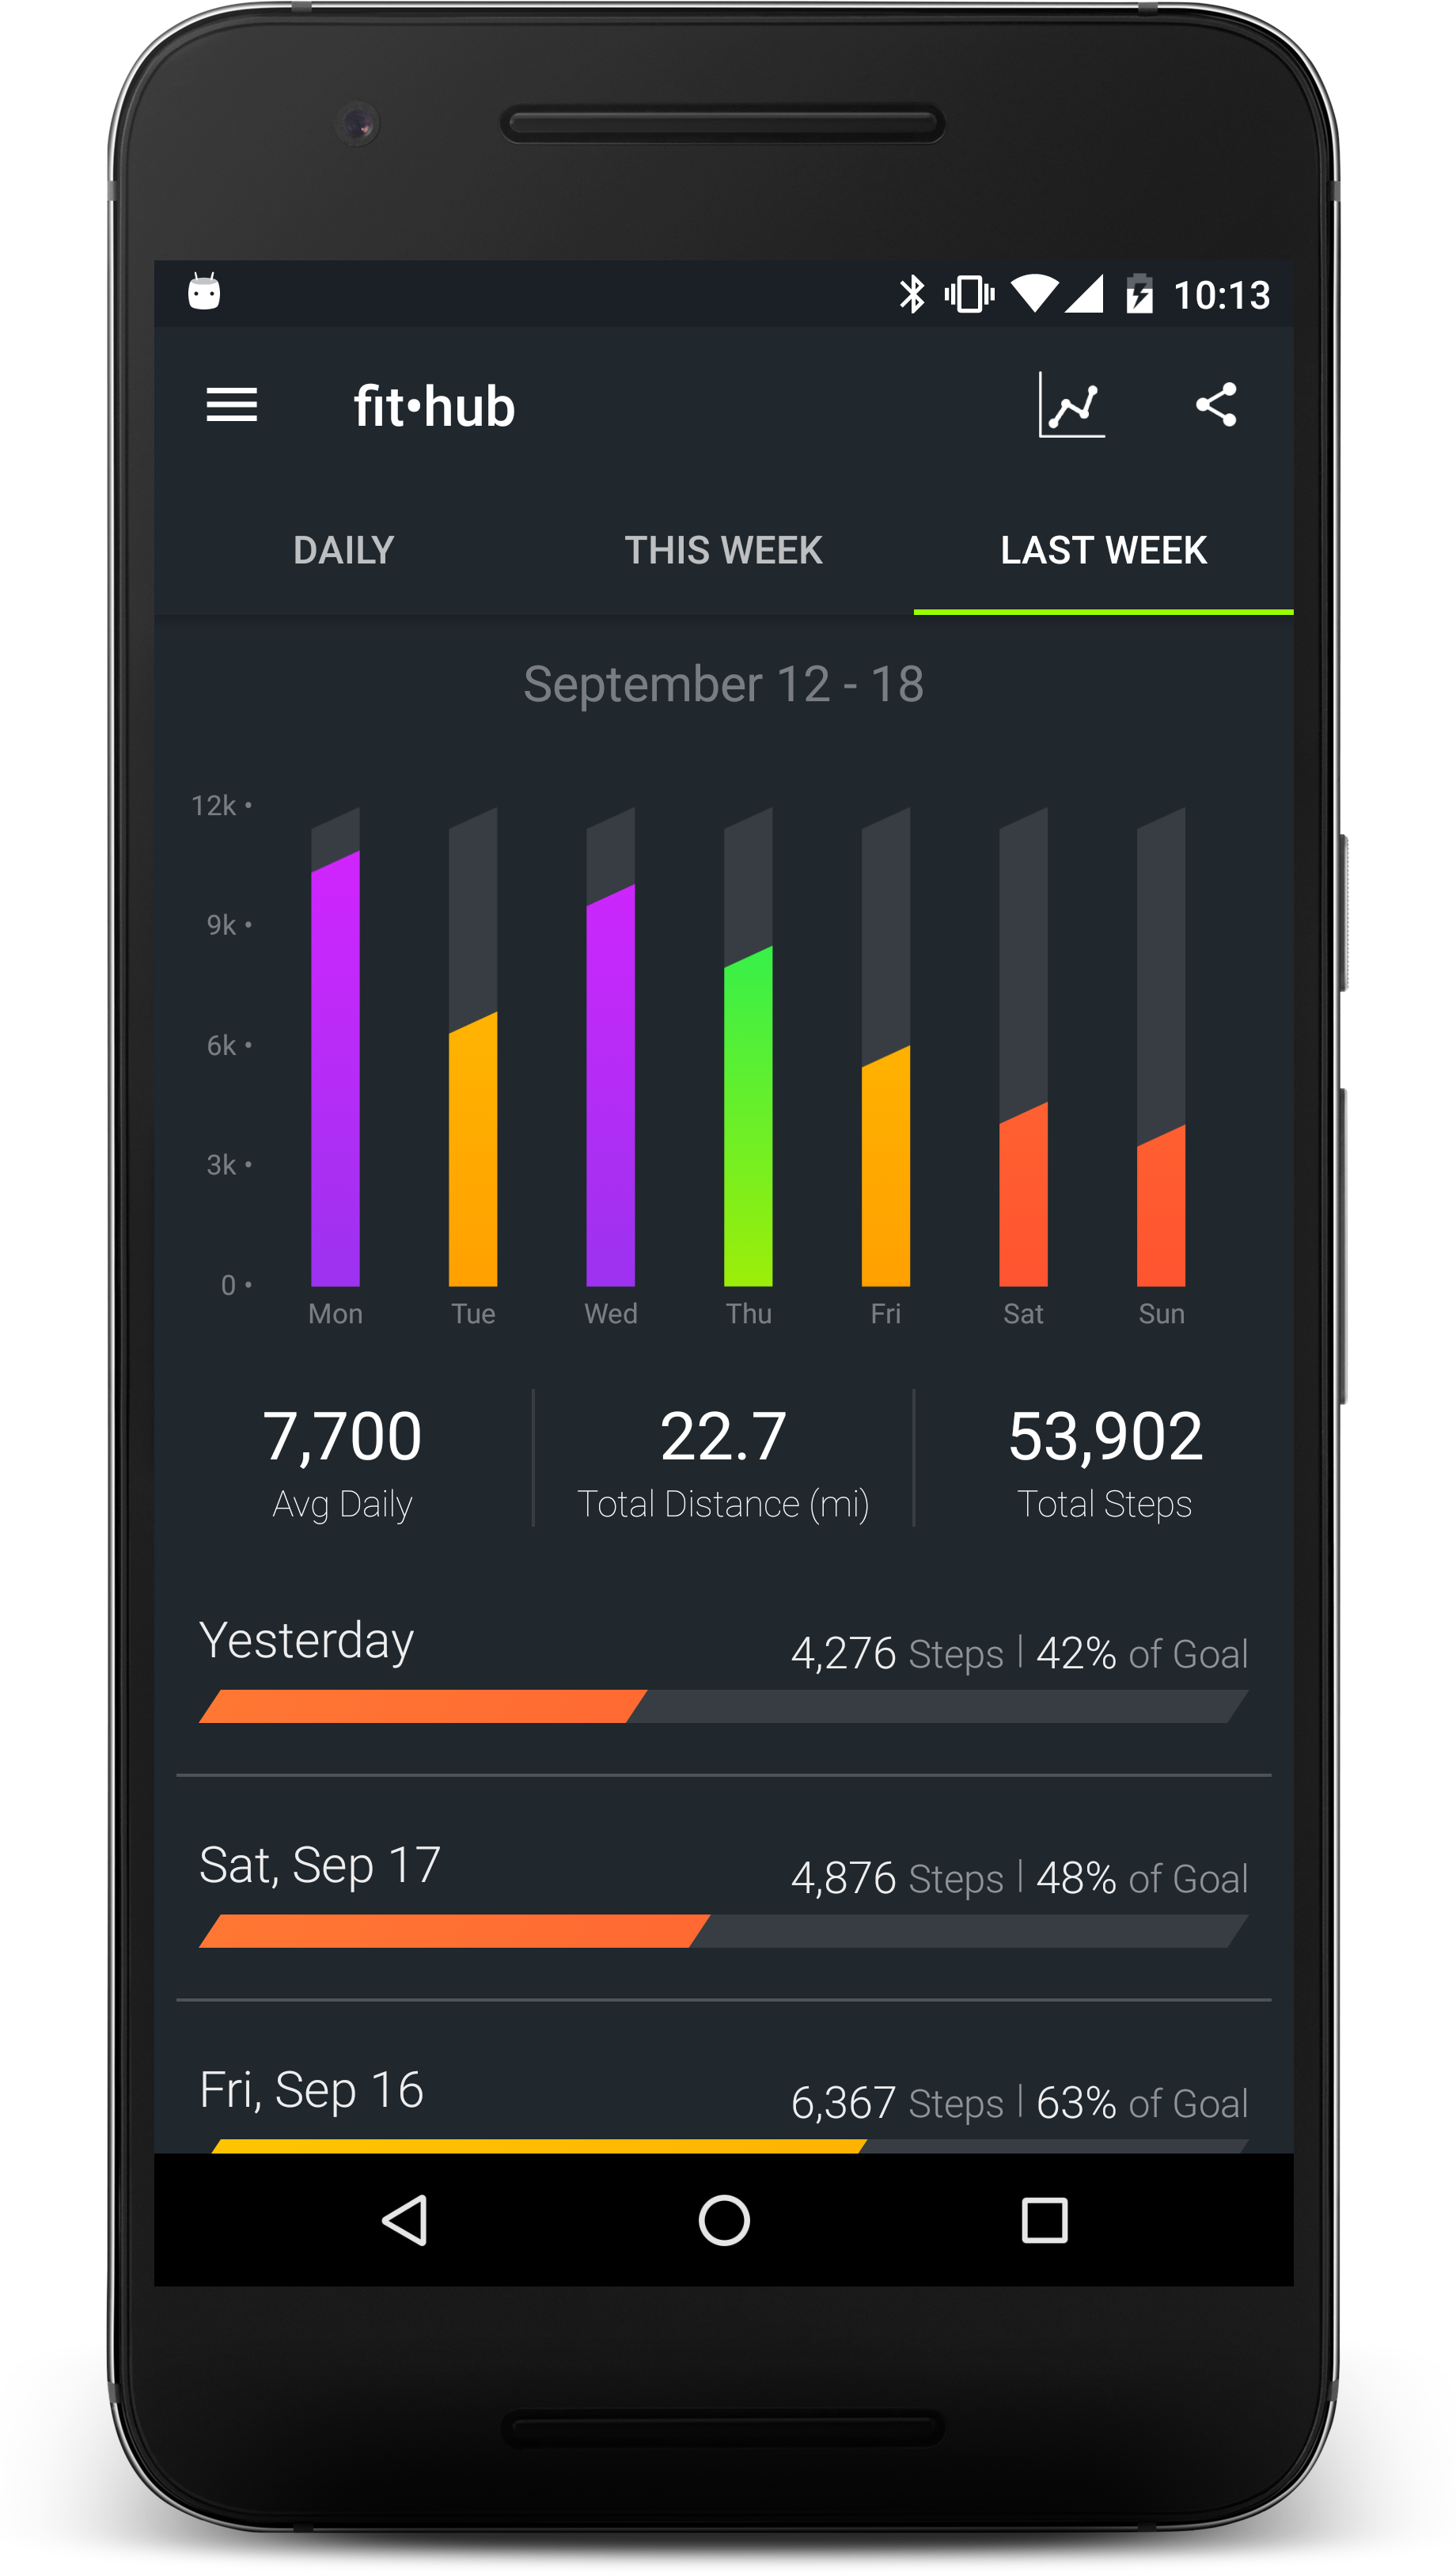 10:13
fit•hub
DAILY THIS WEEK LAST WEEK
September 12 - 18
12k •
9k •
6k •
3k •
0 •
Mon Tue Wed Thu Fri Sat Sun
7,700 22.7 53,902
Avg Daily Total Distance (mi) Total Steps
Yesterday 4,276 Steps | 42% of Goal
Sat, Sep 17 4,876 Steps | 48% of Goal
Fri, Sep 16 6,367 Steps | 63% of Goal